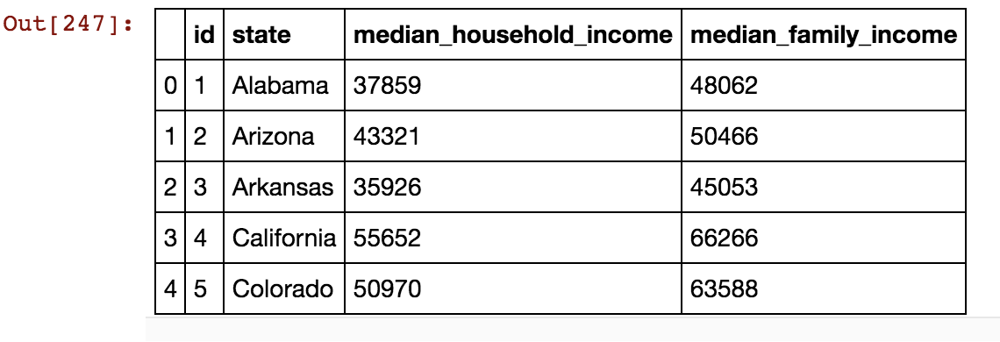 Out[247]:
id state median_household_income median_family_income
0 1 Alabama 37859 48062
1 2 Arizona 43321 50466
2 3 Arkansas 35926 45053
3 4 California 55652 66266
4 5 Colorado 50970 63588